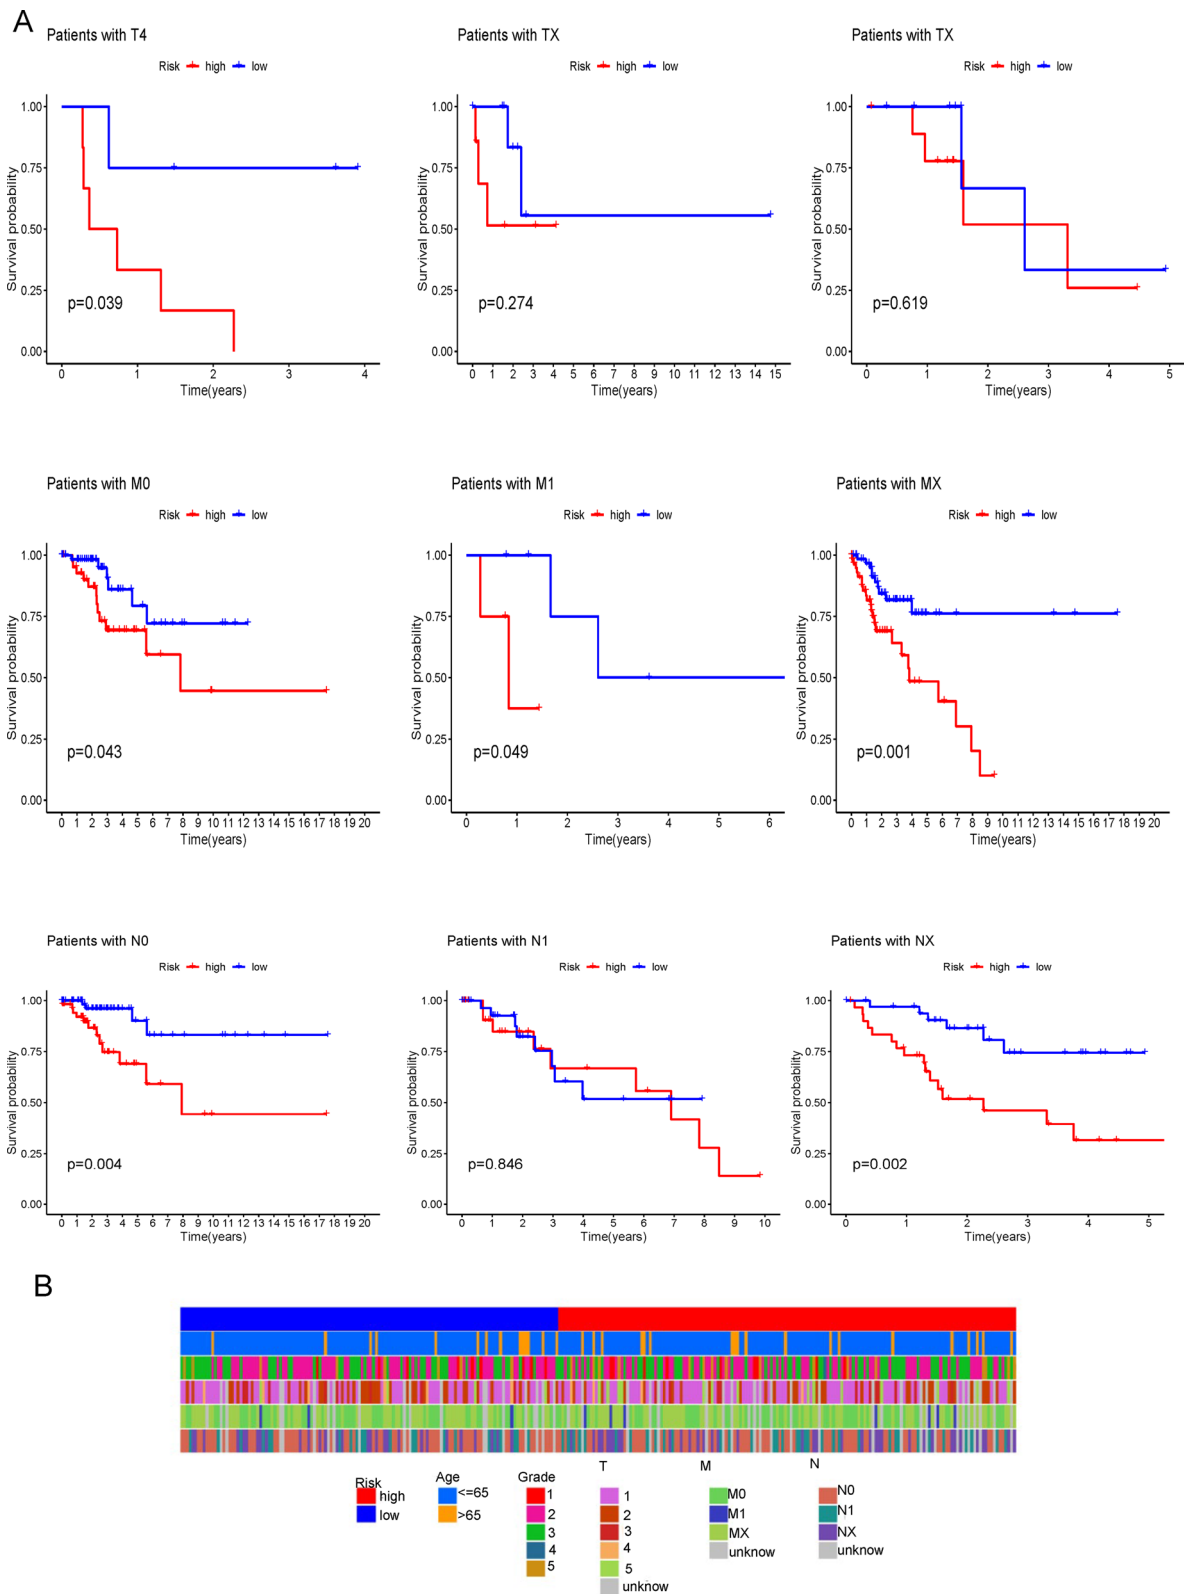 A
Patients with T4
Risk high low
Survival probability
1.00
0.75
0.50
0.25
0.00
p=0.039
0 1 2 3 4
Time(years)
Patients with TX
Risk high low
Survival probability
1.00
0.75
0.50
0.25
0.00
p=0.274
0 1 2 3 4 5 6 7 8 9 10 11 12 13 14 15
Time(years)
Patients with TX
Risk high low
Survival probability
1.00
0.75
0.50
0.25
0.00
p=0.619
0 1 2 3 4 5
Time(years)
Patients with M0
Risk high low
Survival probability
1.00
0.75
0.50
0.25
0.00
p=0.043
0 1 2 3 4 5 6 7 8 9 10 11 12 13 14 15 16 17 18 19 20
Time(years)
Patients with M1
Risk high low
Survival probability
1.00
0.75
0.50
0.25
0.00
p=0.049
0 1 2 3 4 5 6
Time(years)
Patients with MX
Risk high low
Survival probability
1.00
0.75
0.50
0.25
0.00
p=0.001
0 1 2 3 4 5 6 7 8 9 10 11 12 13 14 15 16 17 18 19 20
Time(years)
Patients with N0
Risk high low
Survival probability
1.00
0.75
0.50
0.25
0.00
p=0.004
0 1 2 3 4 5 6 7 8 9 10 11 12 13 14 15 16 17 18 19 20
Time(years)
Patients with N1
Risk high low
Survival probability
1.00
0.75
0.50
0.25
0.00
p=0.846
0 1 2 3 4 5 6 7 8 9 10
Time(years)
Patients with NX
Risk high low
Survival probability
1.00
0.75
0.50
0.25
0.00
p=0.002
0 1 2 3 4 5
Time(years)
B
Risk
high
low
Age
<=65
>65
Grade
1
2
3
4
5
T
1
2
3
4
5
unknow
M
M0
M1
MX
unknow
N
N0
N1
NX
unknow